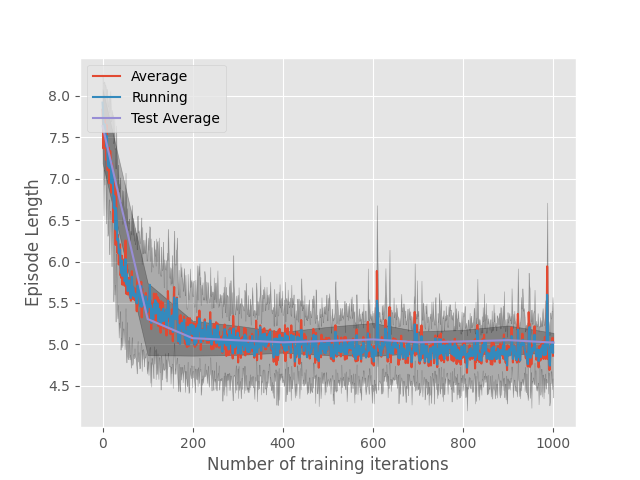 Average
Running
Test Average
8.0
7.5
7.0
6.5
6.0
5.5
5.0
4.5
Episode Length
0 200 400 600 800 1000
Number of training iterations